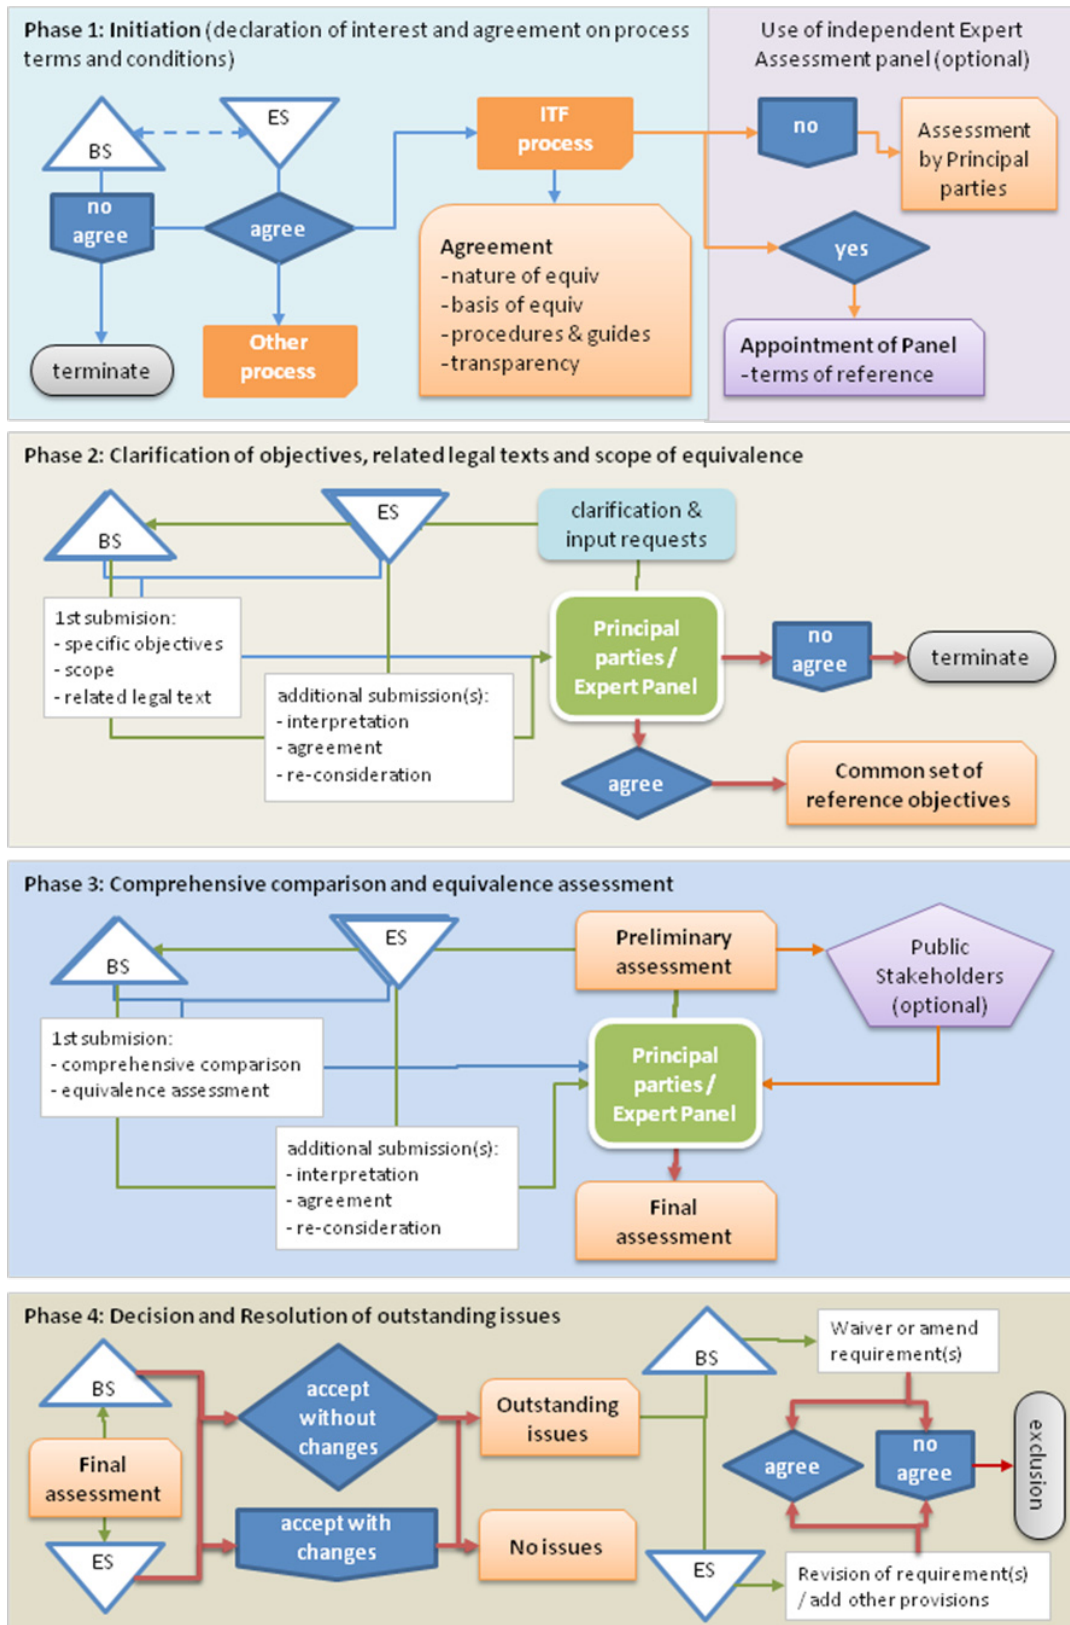 Phase 1: Initiation (declaration of interest and agreement on process
terms and conditions)
Use of independent Expert
Assessment panel (optional)
BS
ES
no
agree
agree
terminate
Other
process
ITF
process
Agreement
- nature of equiv
- basis of equiv
- procedures & guides
- transparency
no
Assessment
by Principal
parties
yes
Appointment of Panel
- terms of reference
Phase 2: Clarification of objectives, related legal texts and scope of equivalence
BS
ES
clarification &
input requests
1st submision:
- specific objectives
- scope
- related legal text
additional submission(s):
- interpretation
- agreement
- re-consideration
Principal
parties /
Expert Panel
no
agree
terminate
agree
Common set of
reference objectives
Phase 3: Comprehensive comparison and equivalence assessment
BS
ES
Preliminary
assessment
Public
Stakeholders
(optional)
1st submision:
- comprehensive comparison
- equivalence assessment
additional submission(s):
- interpretation
- agreement
- re-consideration
Principal
parties /
Expert Panel
Final
assessment
Phase 4: Decision and Resolution of outstanding issues
BS
Final
assessment
ES
accept
without
changes
accept with
changes
Outstanding
issues
No issues
BS
ES
Waiver or amend
requirement(s)
agree
no
agree
exclusion
Revision of requirement(s)
/ add other provisions